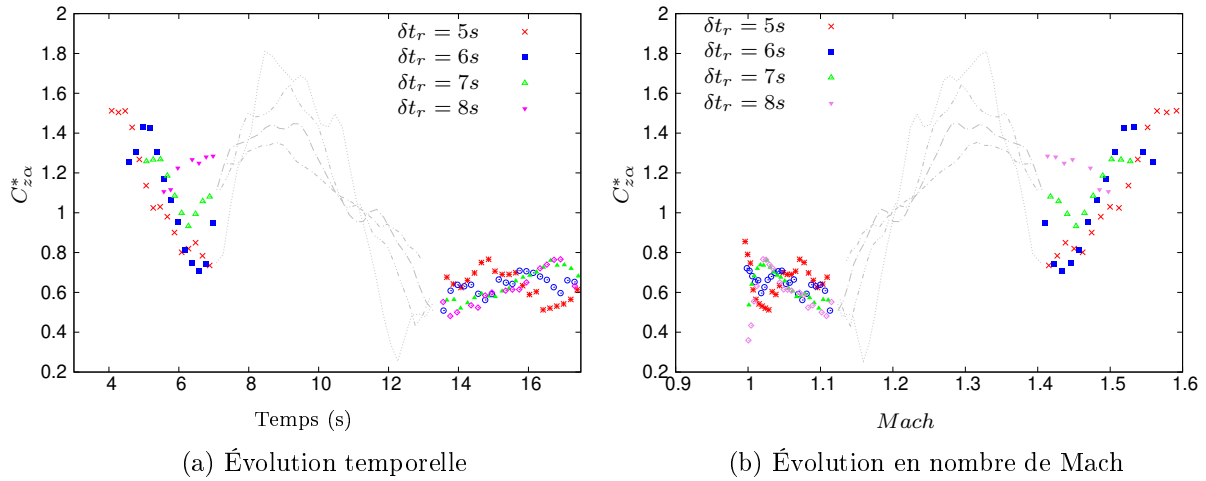 2
1.8
1.6
1.4
1.2
1
0.8
0.6
0.4
0.2
4 6 8 10 12 14 16
C*zα
Temps (s)
δtr = 5s
δtr = 6s
δtr = 7s
δtr = 8s
(a) Évolution temporelle
2
1.8
1.6
1.4
1.2
1
0.8
0.6
0.4
0.2
0.9 1 1.1 1.2 1.3 1.4 1.5 1.6
C*zα
Mach
δtr = 5s
δtr = 6s
δtr = 7s
δtr = 8s
(b) Évolution en nombre de Mach